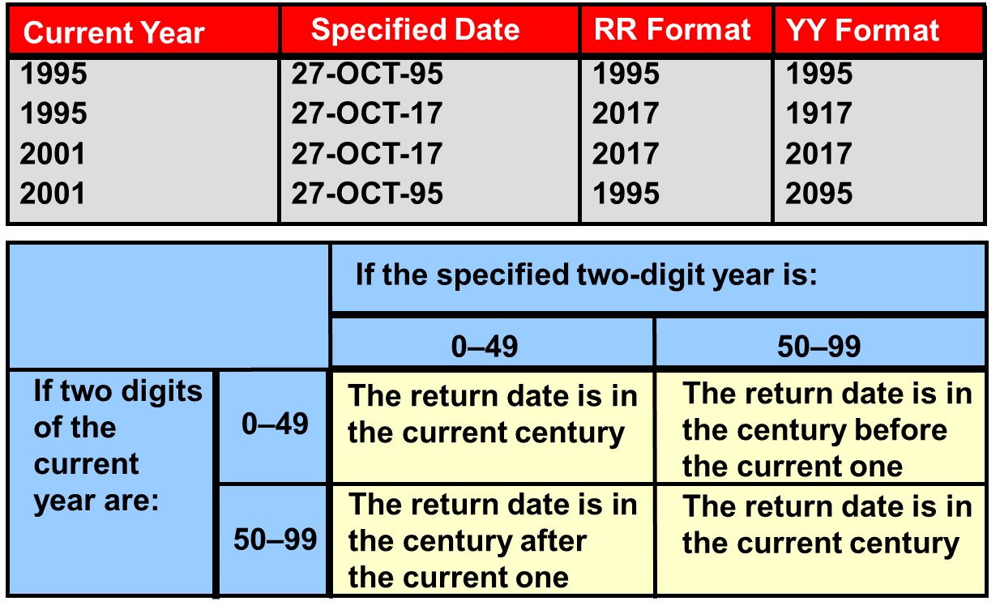 Current Year Specified Date RR Format YY Format
1995 27-OCT-95 1995 1995
1995 27-OCT-17 2017 1917
2001 27-OCT-17 2017 2017
2001 27-OCT-95 1995 2095
If the specified two-digit year is:
0–49 50–99
If two digits
of the
current
year are:
0–49
The return date is in
the current century
The return date is in
the century before
the current one
50–99
The return date is in
the century after
the current one
The return date is in
the current century